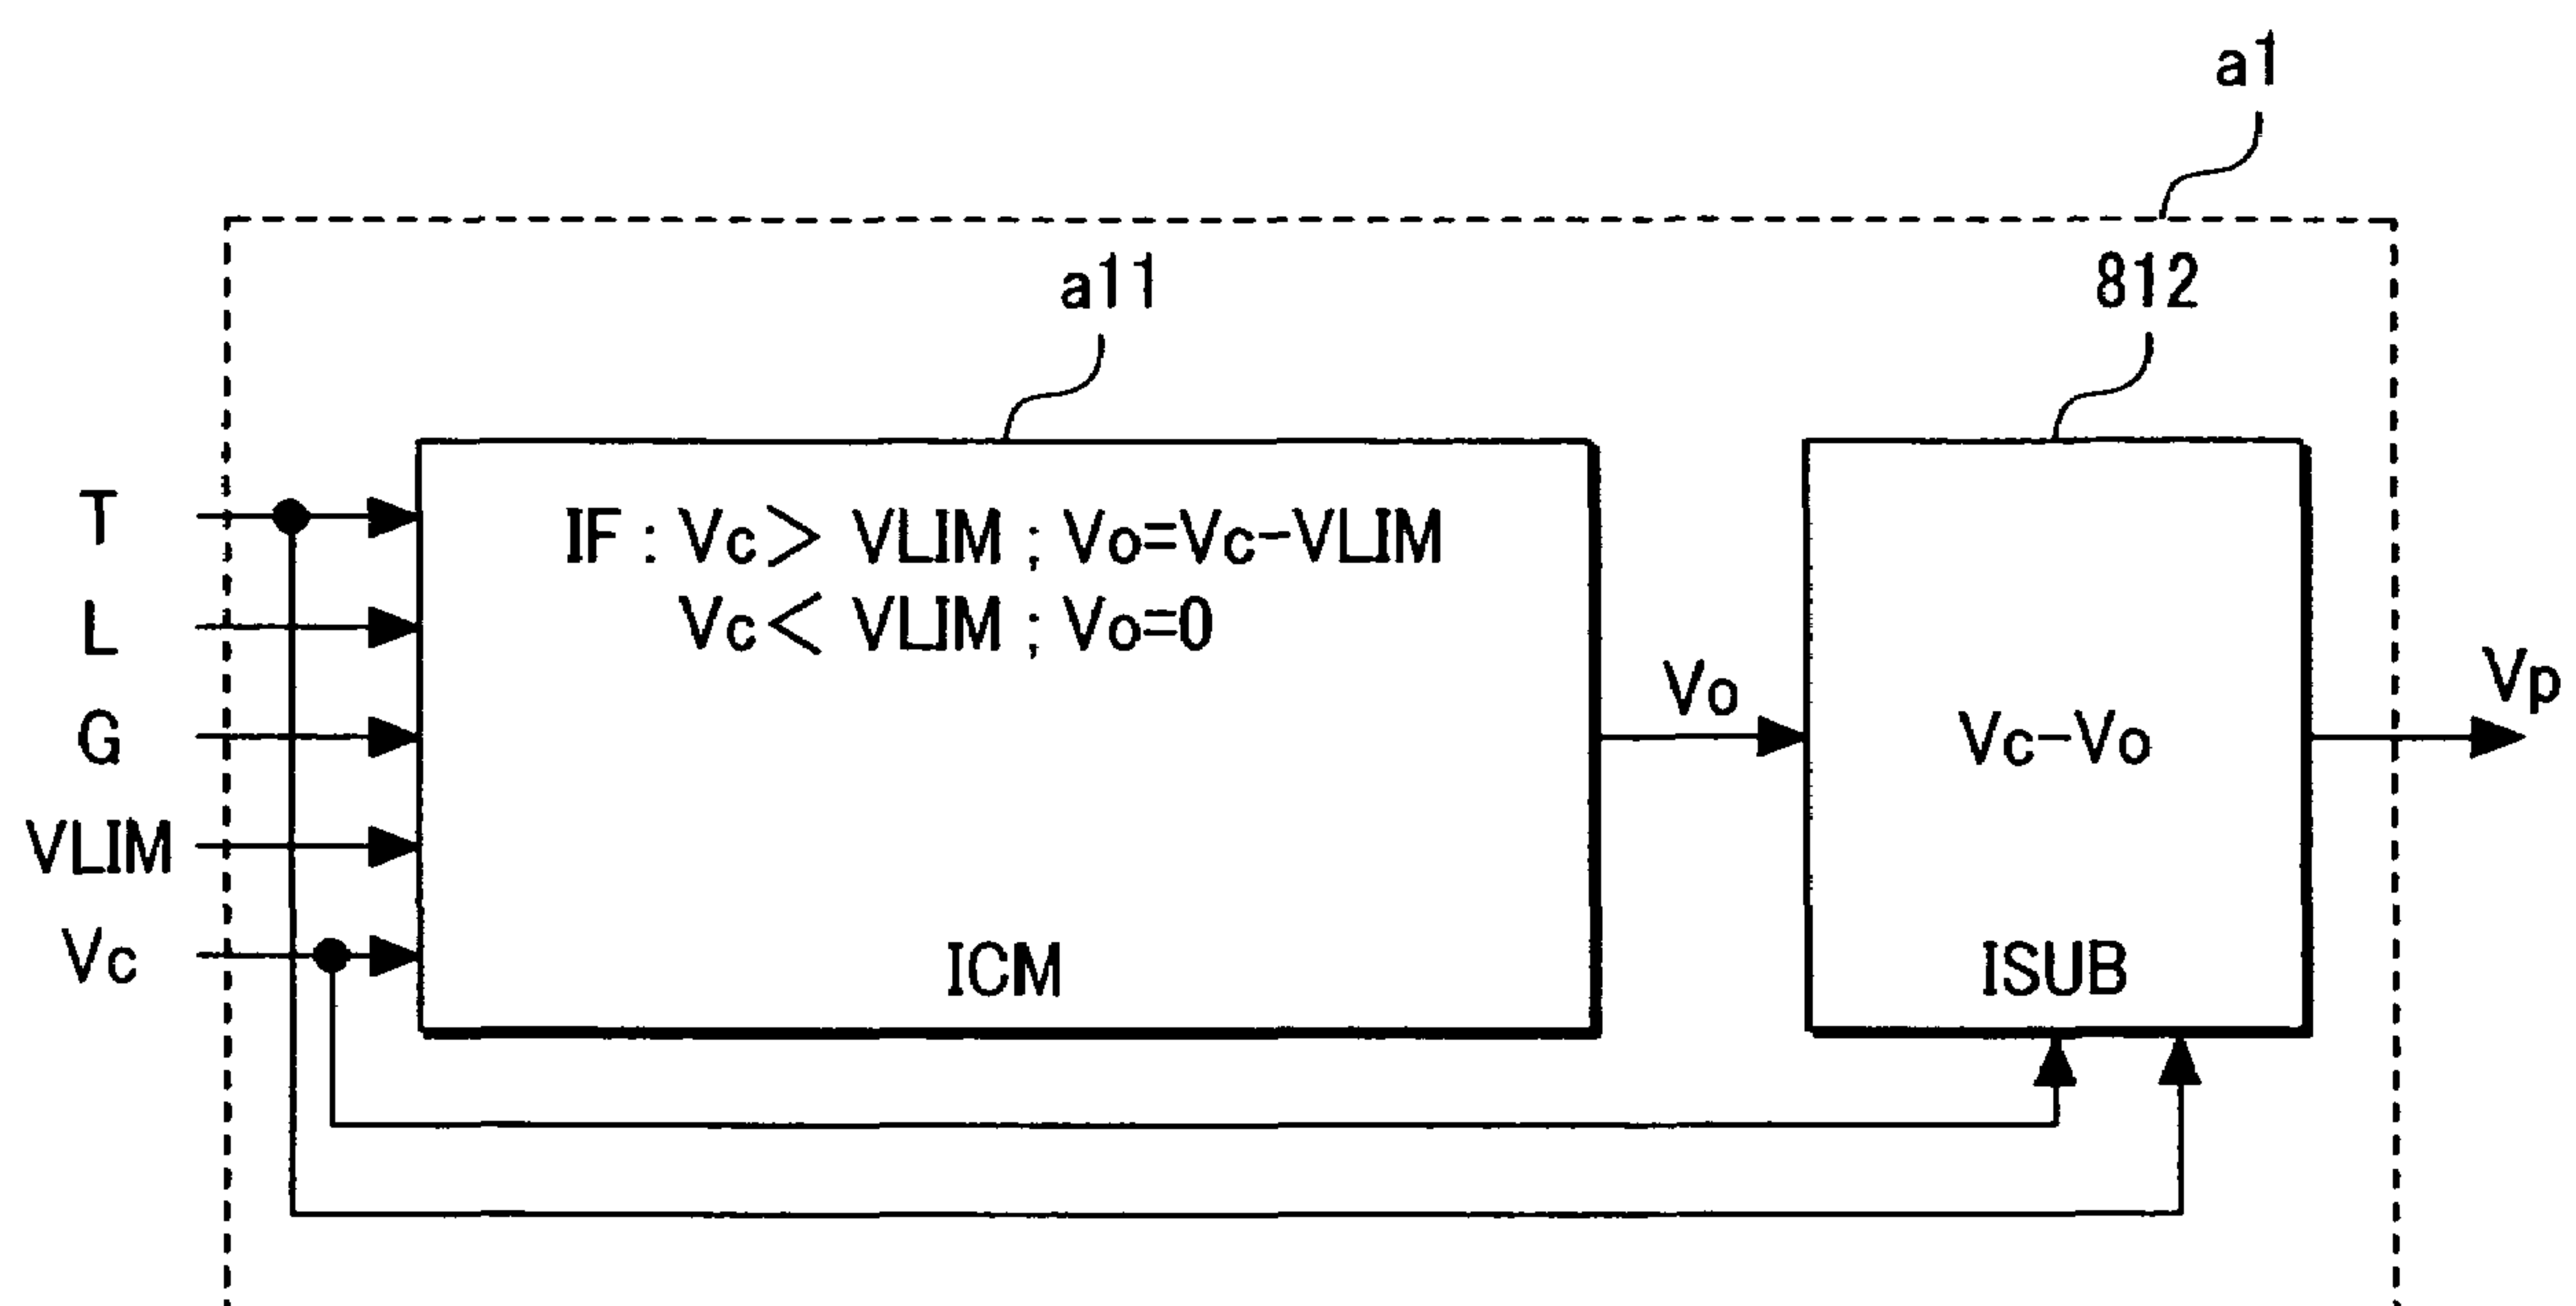 a1
a11
812
T
L
G
VLIM
Vc
IF : Vc> VLIM ; Vo=Vc-VLIM
Vc< VLIM ; Vo=0
ICM
Vo
Vc-Vo
ISUB
Vp